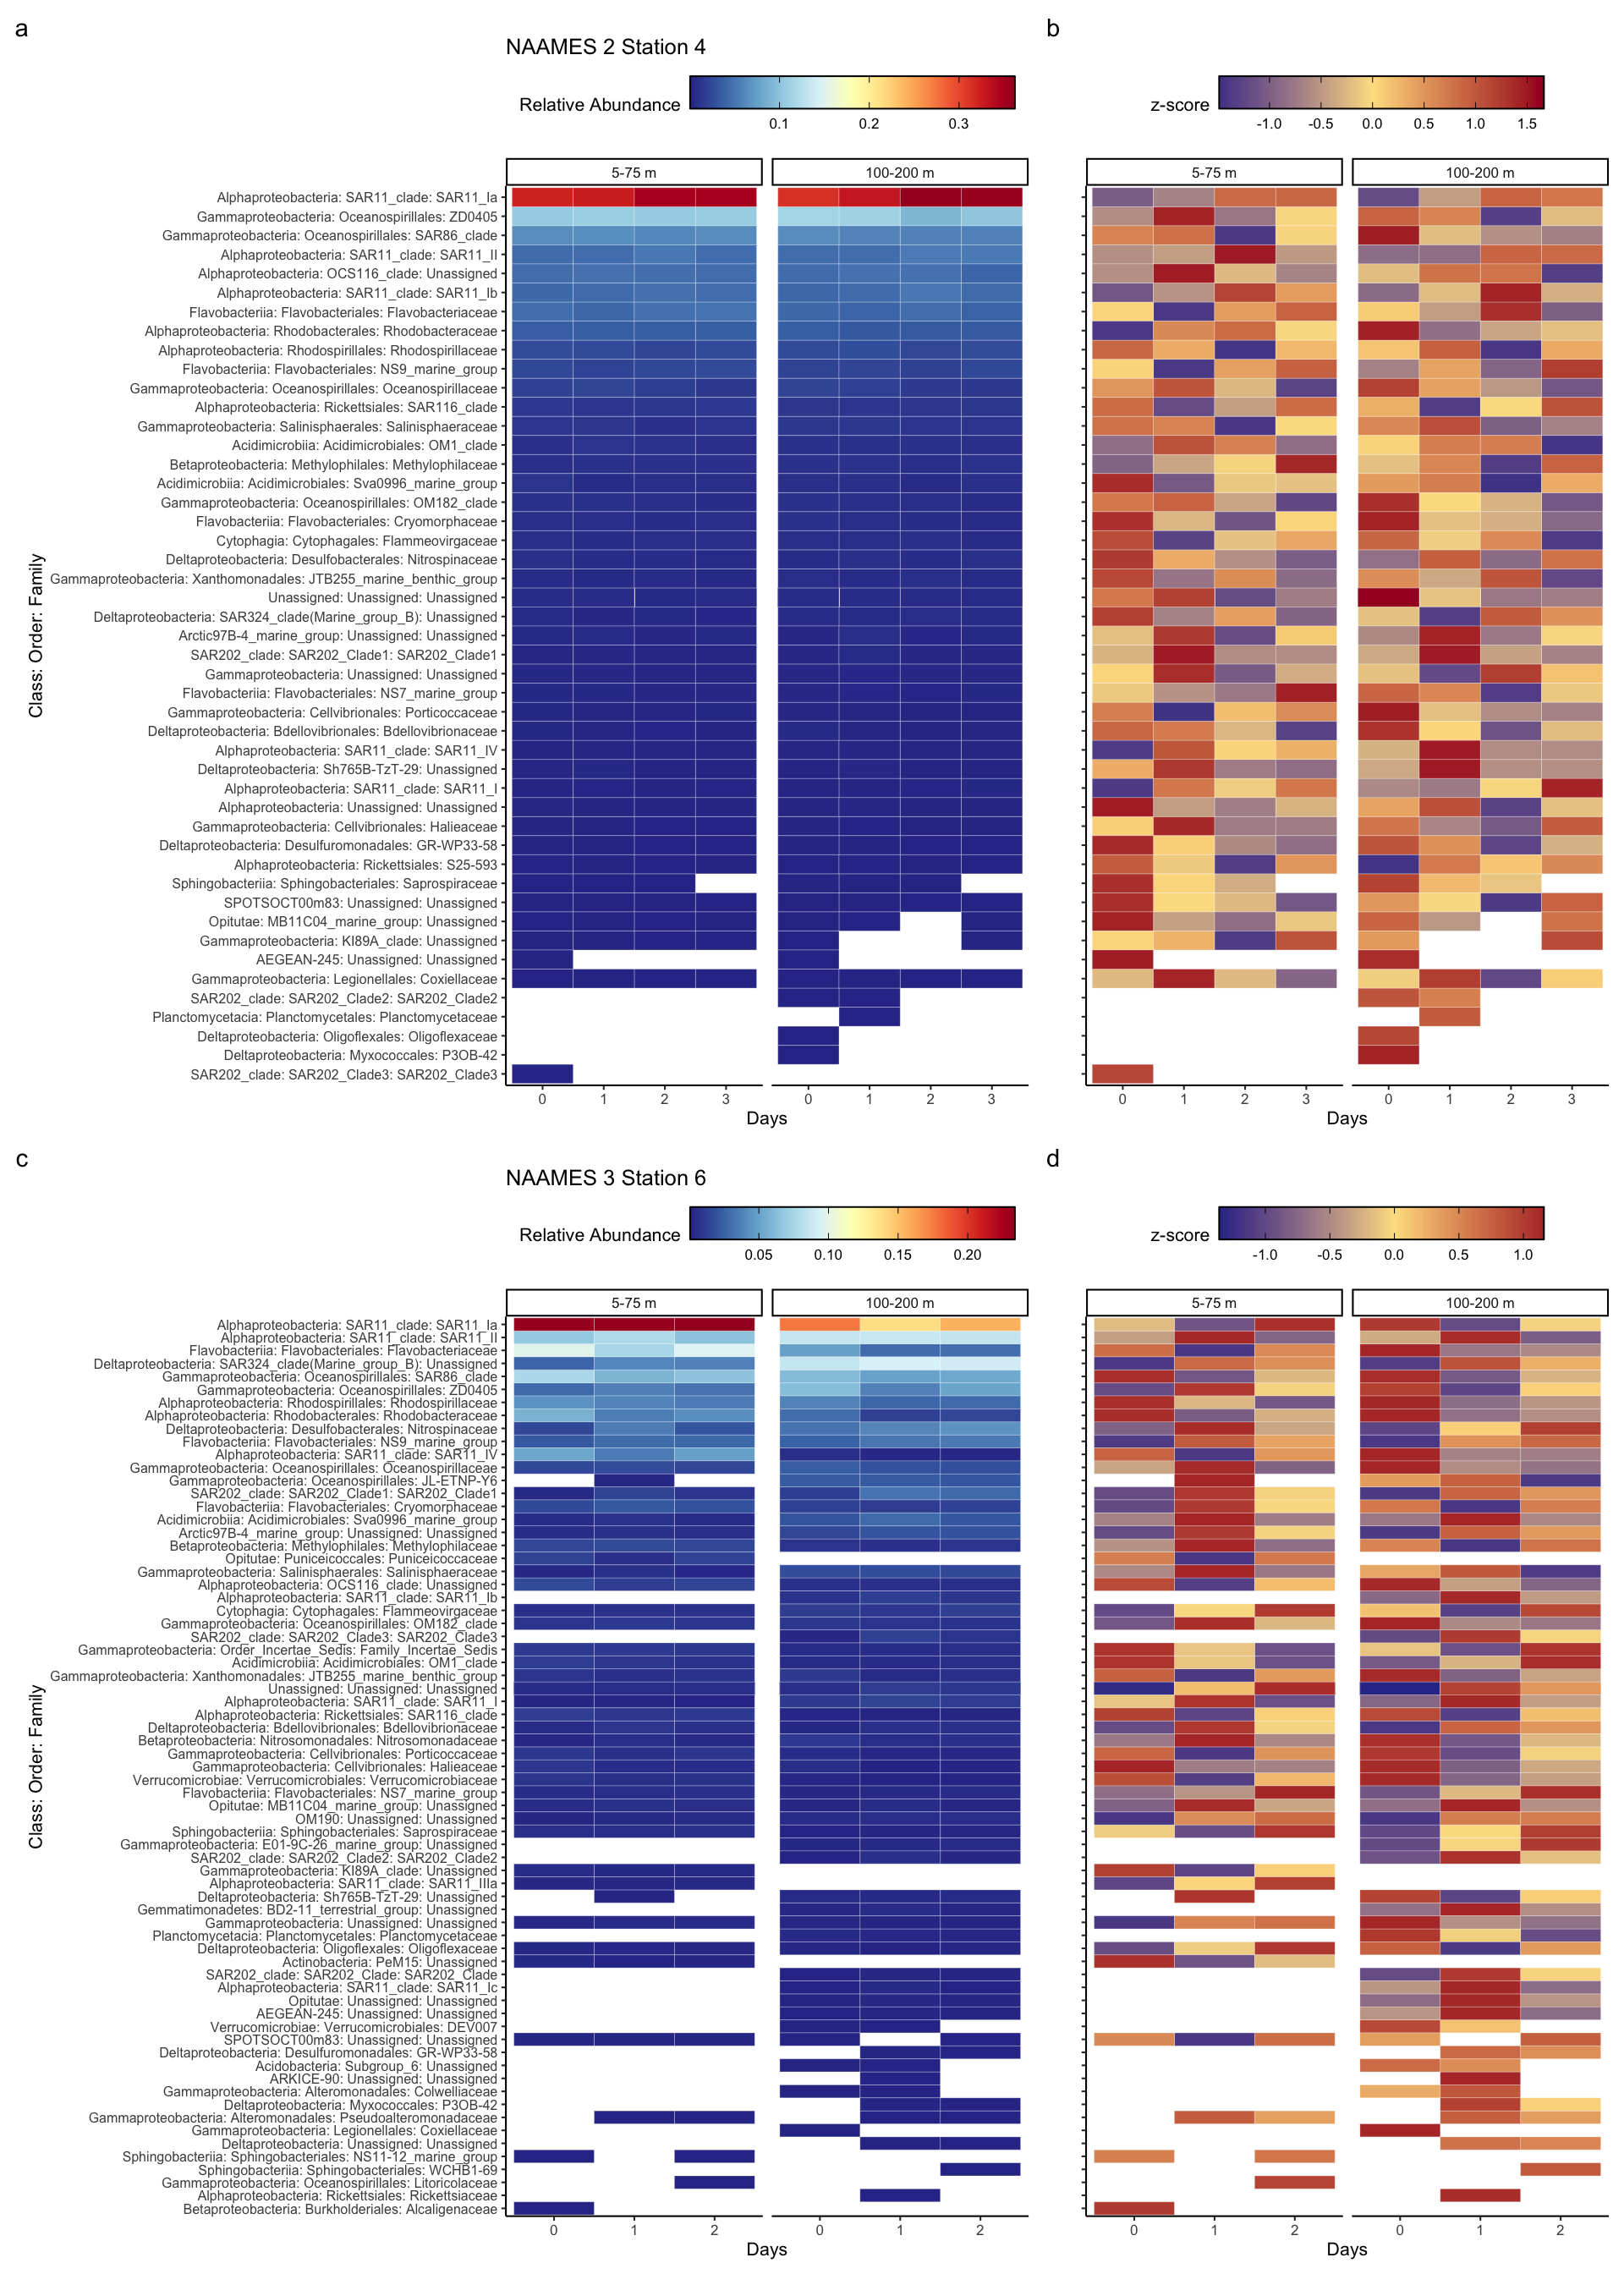 a
b
NAAMES 2 Station 4
Relative Abundance
0.1 0.2 0.3
z-score
-1.0 -0.5 0.0 0.5 1.0 1.5
5-75 m 100-200 m 5-75 m 100-200 m
Class: Order: Family
Alphaproteobacteria: SAR11_clade: SAR11_Ia
Gammaproteobacteria: Oceanospirillales: ZD0405
Gammaproteobacteria: Oceanospirillales: SAR86_clade
Alphaproteobacteria: SAR11_clade: SAR11_II
Alphaproteobacteria: OCS116_clade: Unassigned
Alphaproteobacteria: SAR11_clade: SAR11_Ib
Flavobacteriia: Flavobacteriales: Flavobacteriaceae
Alphaproteobacteria: Rhodobacterales: Rhodobacteraceae
Alphaproteobacteria: Rhodospirillales: Rhodospirillaceae
Flavobacteriia: Flavobacteriales: NS9_marine_group
Gammaproteobacteria: Oceanospirillales: Oceanospirillaceae
Alphaproteobacteria: Rickettsiales: SAR116_clade
Gammaproteobacteria: Salinisphaerales: Salinisphaeraceae
Acidimicrobiia: Acidimicrobiales: OM1_clade
Betaproteobacteria: Methylophilales: Methylophilaceae
Acidimicrobiia: Acidimicrobiales: Sva0996_marine_group
Gammaproteobacteria: Oceanospirillales: OM182_clade
Flavobacteriia: Flavobacteriales: Cryomorphaceae
Cytophagia: Cytophagales: Flammeovirgaceae
Deltaproteobacteria: Desulfobacterales: Nitrospinaceae
Gammaproteobacteria: Xanthomonadales: JTB255_marine_benthic_group
Unassigned: Unassigned: Unassigned
Deltaproteobacteria: SAR324_clade(Marine_group_B): Unassigned
Arctic97B-4_marine_group: Unassigned: Unassigned
SAR202_clade: SAR202_Clade1: SAR202_Clade1
Gammaproteobacteria: Unassigned: Unassigned
Flavobacteriia: Flavobacteriales: NS7_marine_group
Gammaproteobacteria: Cellvibrionales: Porticoccaceae
Deltaproteobacteria: Bdellovibrionales: Bdellovibrionaceae
Alphaproteobacteria: SAR11_clade: SAR11_IV
Deltaproteobacteria: Sh765B-TzT-29: Unassigned
Alphaproteobacteria: SAR11_clade: SAR11_I
Alphaproteobacteria: Unassigned: Unassigned
Gammaproteobacteria: Cellvibrionales: Halieaceae
Deltaproteobacteria: Desulfuromonadales: GR-WP33-58
Alphaproteobacteria: Rickettsiales: S25-593
Sphingobacteriia: Sphingobacteriales: Saprospiraceae
SPOTSOCT00m83: Unassigned: Unassigned
Opitutae: MB11C04_marine_group: Unassigned
Gammaproteobacteria: KI89A_clade: Unassigned
AEGEAN-245: Unassigned: Unassigned
Gammaproteobacteria: Legionellales: Coxiellaceae
SAR202_clade: SAR202_Clade2: SAR202_Clade2
Planctomycetacia: Planctomycetales: Planctomycetaceae
Deltaproteobacteria: Oligoflexales: Oligoflexaceae
Deltaproteobacteria: Myxococcales: P3OB-42
SAR202_clade: SAR202_Clade3: SAR202_Clade3
0 1 2 3 0 1 2 3 0 1 2 3 0 1 2 3
Days Days
c
d
NAAMES 3 Station 6
Relative Abundance
0.05 0.10 0.15 0.20
z-score
-1.0 -0.5 0.0 0.5 1.0
5-75 m 100-200 m 5-75 m 100-200 m
Class: Order: Family
Alphaproteobacteria: SAR11_clade: SAR11_Ia
Alphaproteobacteria: SAR11_clade: SAR11_II
Flavobacteriia: Flavobacteriales: Flavobacteriaceae
Deltaproteobacteria: SAR324_clade(Marine_group_B): Unassigned
Gammaproteobacteria: Oceanospirillales: SAR86_clade
Gammaproteobacteria: Oceanospirillales: ZD0405
Alphaproteobacteria: Rhodospirillales: Rhodospirillaceae
Alphaproteobacteria: Rhodobacterales: Rhodobacteraceae
Deltaproteobacteria: Desulfobacterales: Nitrospinaceae
Flavobacteriia: Flavobacteriales: NS9_marine_group
Alphaproteobacteria: SAR11_clade: SAR11_IV
Gammaproteobacteria: Oceanospirillales: Oceanospirillaceae
Gammaproteobacteria: Oceanospirillales: JL-ETNP-Y6
SAR202_clade: SAR202_Clade1: SAR202_Clade1
Flavobacteriia: Flavobacteriales: Cryomorphaceae
Acidimicrobiia: Acidimicrobiales: Sva0996_marine_group
Arctic97B-4_marine_group: Unassigned: Unassigned
Betaproteobacteria: Methylophilales: Methylophilaceae
Opitutae: Puniceicoccales: Puniceicoccaceae
Gammaproteobacteria: Salinisphaerales: Salinisphaeraceae
Alphaproteobacteria: OCS116_clade: Unassigned
Alphaproteobacteria: SAR11_clade: SAR11_Ib
Cytophagia: Cytophagales: Flammeovirgaceae
Gammaproteobacteria: Oceanospirillales: OM182_clade
SAR202_clade: SAR202_Clade3: SAR202_Clade3
Gammaproteobacteria: Order_Incertae_Sedis: Family_Incertae_Sedis
Acidimicrobiia: Acidimicrobiales: OM1_clade
Gammaproteobacteria: Xanthomonadales: JTB255_marine_benthic_group
Unassigned: Unassigned: Unassigned
Alphaproteobacteria: SAR11_clade: SAR11_I
Alphaproteobacteria: Rickettsiales: SAR116_clade
Deltaproteobacteria: Bdellovibrionales: Bdellovibrionaceae
Betaproteobacteria: Nitrosomonadales: Nitrosomonadaceae
Gammaproteobacteria: Cellvibrionales: Porticoccaceae
Gammaproteobacteria: Cellvibrionales: Halieaceae
Verrucomicrobiae: Verrucomicrobiales: Verrucomicrobiaceae
Flavobacteriia: Flavobacteriales: NS7_marine_group
Opitutae: MB11C04_marine_group: Unassigned
OM190: Unassigned: Unassigned
Sphingobacteriia: Sphingobacteriales: Saprospiraceae
Gammaproteobacteria: E01-9C-26_marine_group: Unassigned
SAR202_clade: SAR202_Clade2: SAR202_Clade2
Gammaproteobacteria: KI89A_clade: Unassigned
Alphaproteobacteria: SAR11_clade: SAR11_IIIa
Deltaproteobacteria: Sh765B-TzT-29: Unassigned
Gemmatimonadetes: BD2-11_terrestrial_group: Unassigned
Gammaproteobacteria: Unassigned: Unassigned
Planctomycetacia: Planctomycetales: Planctomycetaceae
Deltaproteobacteria: Oligoflexales: Oligoflexaceae
Actinobacteria: PeM15: Unassigned
SAR202_clade: SAR202_Clade: SAR202_Clade
Alphaproteobacteria: SAR11_clade: SAR11_Ic
Opitutae: Unassigned: Unassigned
AEGEAN-245: Unassigned: Unassigned
Verrucomicrobiae: Verrucomicrobiales: DEV007
SPOTSOCT00m83: Unassigned: Unassigned
Deltaproteobacteria: Desulfuromonadales: GR-WP33-58
Acidobacteria: Subgroup_6: Unassigned
ARKICE-90: Unassigned: Unassigned
Gammaproteobacteria: Alteromonadales: Colwelliaceae
Deltaproteobacteria: Myxococcales: P3OB-42
Gammaproteobacteria: Alteromonadales: Pseudoalteromonadaceae
Gammaproteobacteria: Legionellales: Coxiellaceae
Deltaproteobacteria: Unassigned: Unassigned
Sphingobacteriia: Sphingobacteriales: NS11-12_marine_group
Sphingobacteriia: Sphingobacteriales: WCHB1-69
Gammaproteobacteria: Oceanospirillales: Litoricolaceae
Alphaproteobacteria: Rickettsiales: Rickettsiaceae
Betaproteobacteria: Burkholderiales: Alcaligenaceae
0 1 2 0 1 2 0 1 2 0 1 2
Days Days